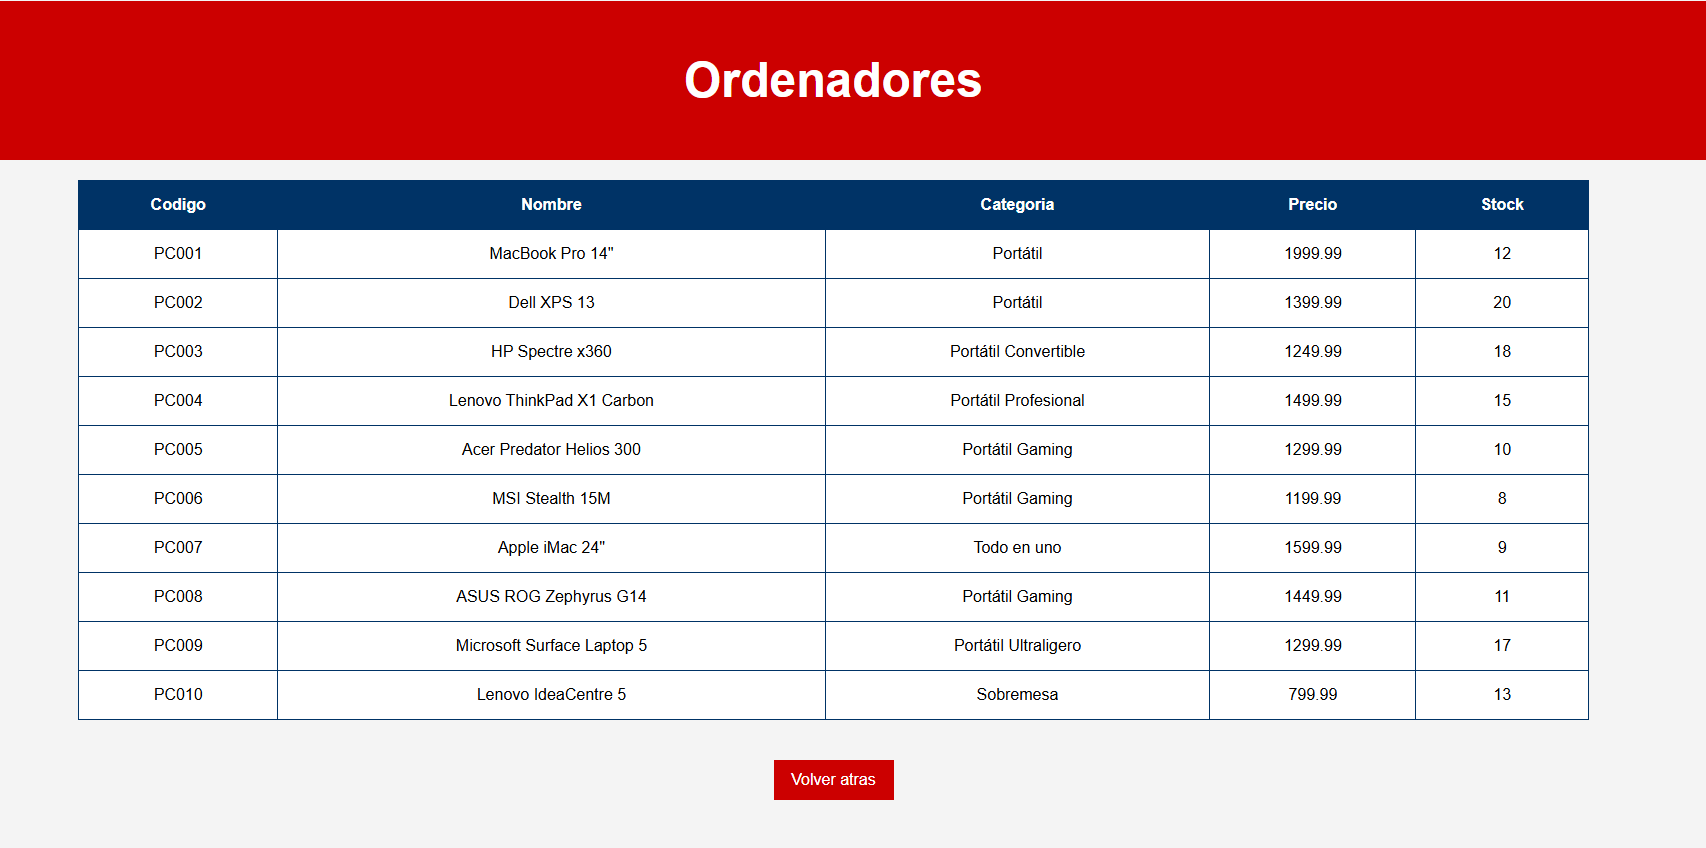 Ordenadores
Codigo Nombre Categoria Precio Stock
PC001 MacBook Pro 14" Portátil 1999.99 12
PC002 Dell XPS 13 Portátil 1399.99 20
PC003 HP Spectre x360 Portátil Convertible 1249.99 18
PC004 Lenovo ThinkPad X1 Carbon Portátil Profesional 1499.99 15
PC005 Acer Predator Helios 300 Portátil Gaming 1299.99 10
PC006 MSI Stealth 15M Portátil Gaming 1199.99 8
PC007 Apple iMac 24" Todo en uno 1599.99 9
PC008 ASUS ROG Zephyrus G14 Portátil Gaming 1449.99 11
PC009 Microsoft Surface Laptop 5 Portátil Ultraligero 1299.99 17
PC010 Lenovo IdeaCentre 5 Sobremesa 799.99 13
Volver atras